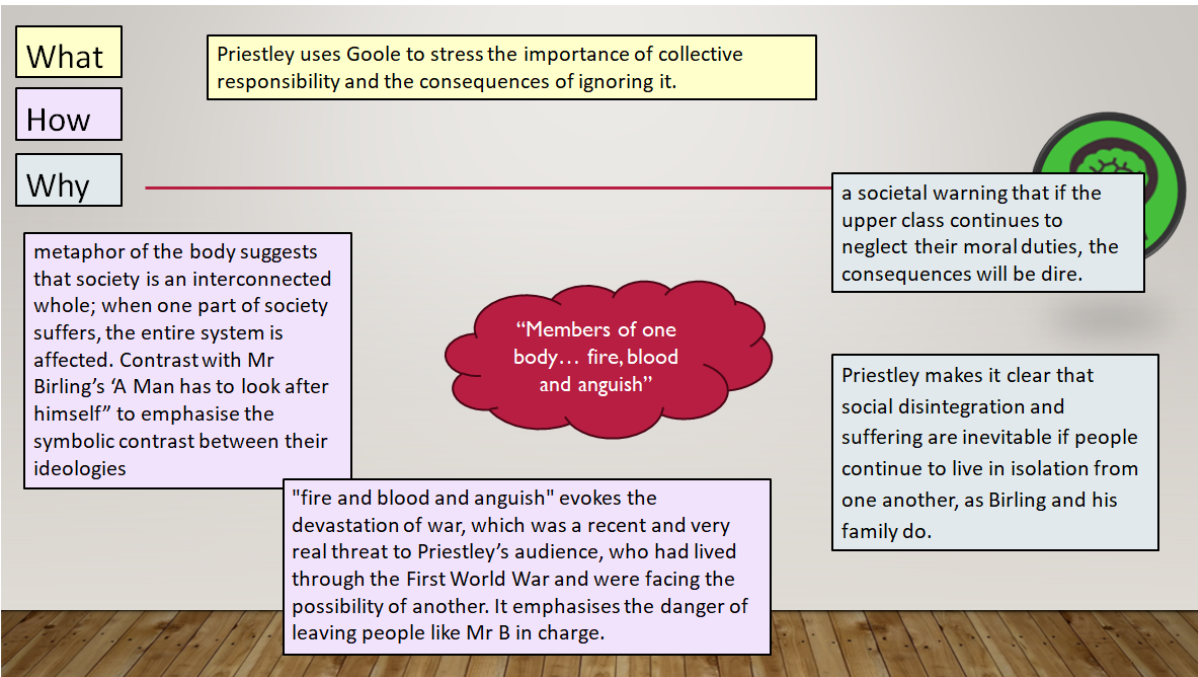 What
Priestley uses Goole to stress the importance of collective
responsibility and the consequences of ignoring it.
How
Why
a societal warning that if the
upper class continues to
neglect their moral duties, the
consequences will be dire.
metaphor of the body suggests
that society is an interconnected
whole; when one part of society
suffers, the entire system is
affected. Contrast with Mr
Birling’s ‘A Man has to look after
himself” to emphasise the
symbolic contrast between their
ideologies
“Members of one
body… fire, blood
and anguish”
Priestley makes it clear that
social disintegration and
suffering are inevitable if people
continue to live in isolation from
one another, as Birling and his
family do.
"fire and blood and anguish" evokes the
devastation of war, which was a recent and very
real threat to Priestley’s audience, who had lived
through the First World War and were facing the
possibility of another. It emphasises the danger of
leaving people like Mr B in charge.